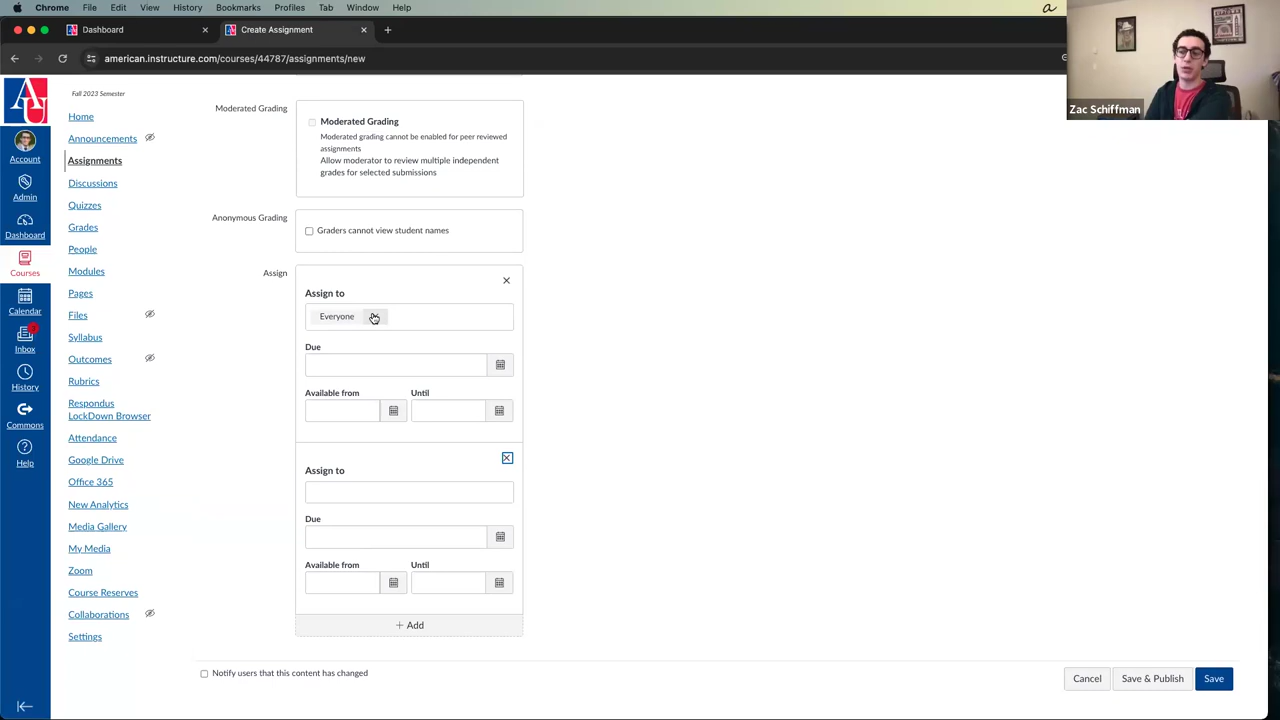 Chrome File Edit View History Bookmarks Profiles Tab Window Help
Dashboard
Create Assignment
american.instructure.com/courses/44787/assignments/new
Zac Schiffman
Account
Admin
Dashboard
Courses
Calendar
Inbox
History
Commons
Help
Fall 2023 Semester
Home
Announcements
Assignments
Discussions
Quizzes
Grades
People
Modules
Pages
Files
Syllabus
Outcomes
Rubrics
Respondus
LockDown Browser
Attendance
Google Drive
Office 365
New Analytics
Media Gallery
My Media
Zoom
Course Reserves
Collaborations
Settings
Moderated Grading
Moderated Grading
Moderated grading cannot be enabled for peer reviewed
assignments
Allow moderator to review multiple independent
grades for selected submissions
Anonymous Grading
Graders cannot view student names
Assign
Assign to
Everyone
Due
Available from Until
Assign to
Due
Available from Until
+ Add
Notify users that this content has changed
Cancel Save & Publish Save